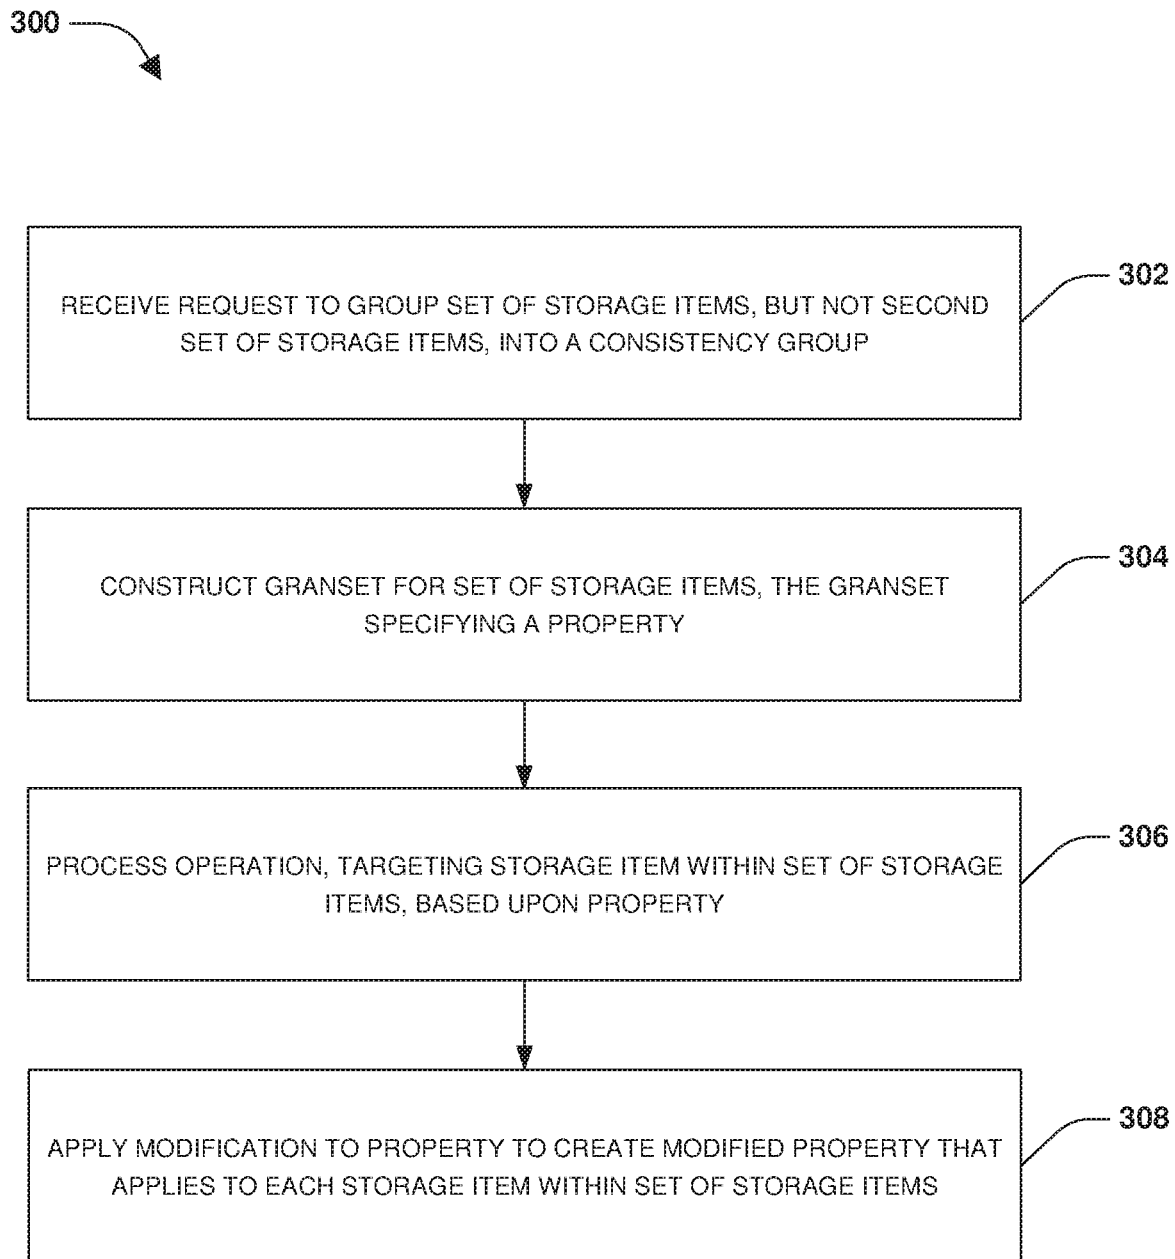 300
RECEIVE REQUEST TO GROUP SET OF STORAGE ITEMS, BUT NOT SECOND
SET OF STORAGE ITEMS, INTO A CONSISTENCY GROUP
302
CONSTRUCT GRANSET FOR SET OF STORAGE ITEMS, THE GRANSET
SPECIFYING A PROPERTY
304
PROCESS OPERATION, TARGETING STORAGE ITEM WITHIN SET OF STORAGE
ITEMS, BASED UPON PROPERTY
306
APPLY MODIFICATION TO PROPERTY TO CREATE MODIFIED PROPERTY THAT
APPLIES TO EACH STORAGE ITEM WITHIN SET OF STORAGE ITEMS
308